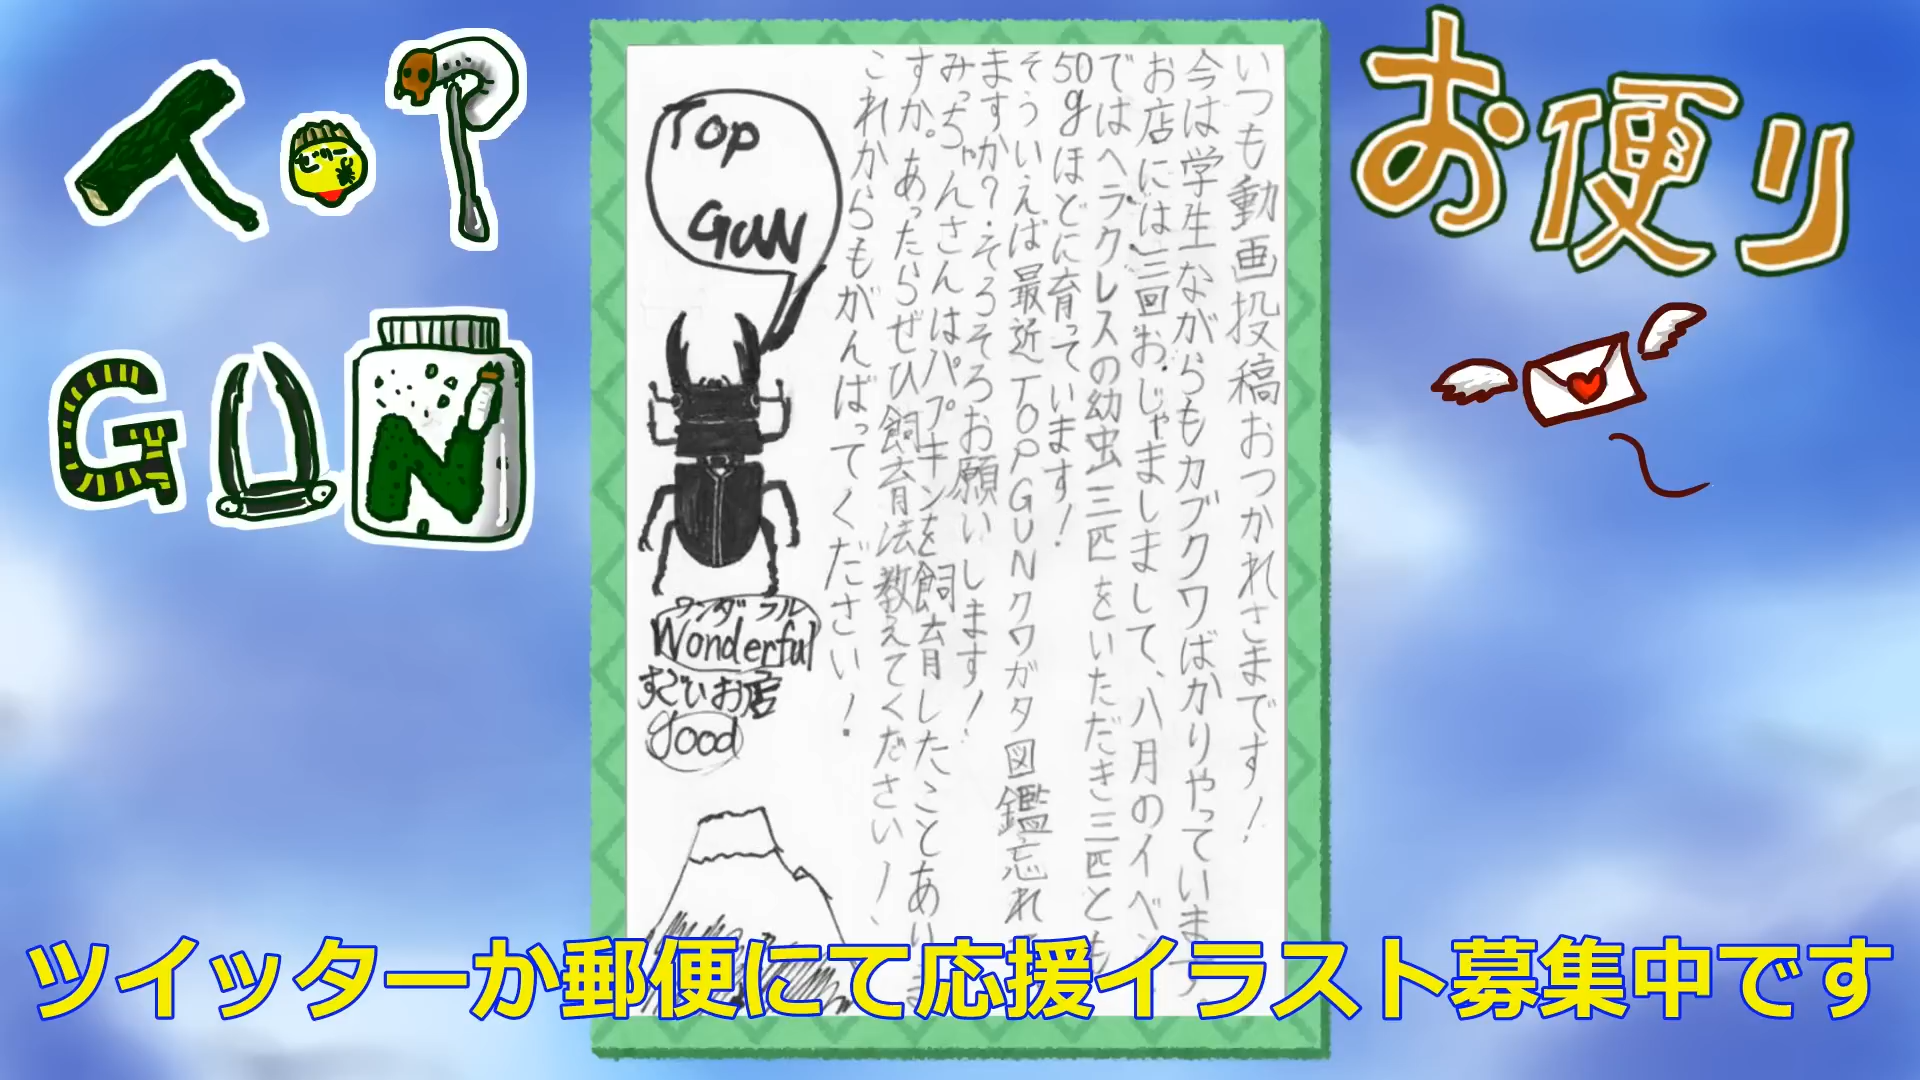 トップ
ゼリー
GUN
お便り
いつも動画投稿おつかれさまです!
今は学生ながらもカブクワばかりやっています。
お店には、三回おじゃましまして、八月のイベン
ではヘラクレスの幼虫三匹をいただき三匹とも
50gほどに育っています!
そういえば最近TOPGUNクワガタ図鑑忘れ
ますか?そろそろお願いします!
みっちゃんさんはパプキンを飼育したことありま
すか。あったらぜひ飼育法教えてください!
これからもがんばってください!
Top
GUN
ワンダフル
Wonderful
すごいお店
good
ツイッターか郵便にて応援イラスト募集中です